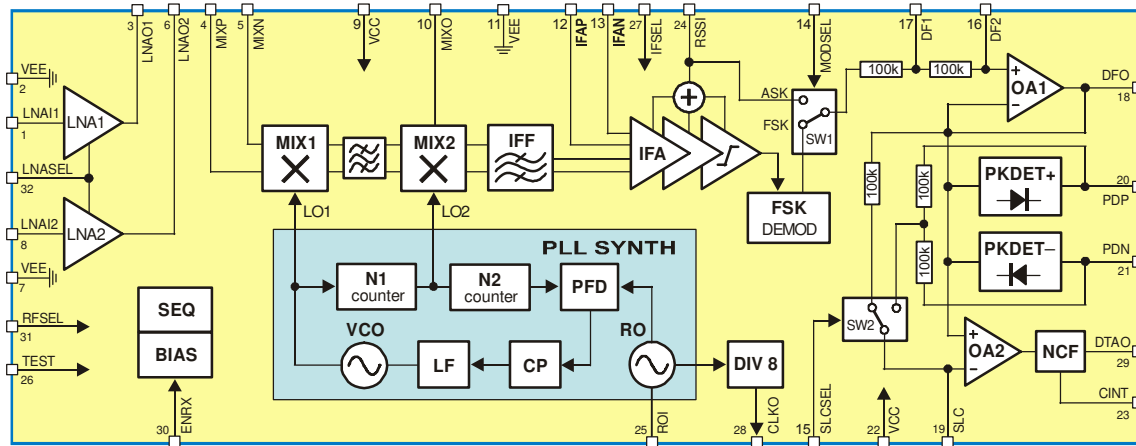 3
LNAO1
6
LNAO2
4
MIXP
5
MIXN
9
VCC
10
MIXO
11
VEE
12
IFAP
13
IFAN
27
IFSEL
24
RSSI
14
MODSEL
17
DF1
16
DF2
VEE
2
LNAI1
1
LNASEL
32
LNAI2
8
VEE
7
RFSEL
31
TEST
26
LNA1
LNA2
MIX1
MIX2
IFF
IFA
+
ASK
FSK
SW1
100k
100k
+
OA1
−
DFO
18
LO1
LO2
FSK
DEMOD
100k
100k
100k
PKDET+
20
PDP
PKDET−
PDN
21
PLL SYNTH
N1
counter
N2
counter
PFD
VCO
LF
CP
RO
DIV 8
SEQ
BIAS
SW2
+
OA2
−
NCF
DTAO
29
CINT
23
30
ENRX
25
ROI
28
CLKO
15
SLCSEL
22
VCC
19
SLC